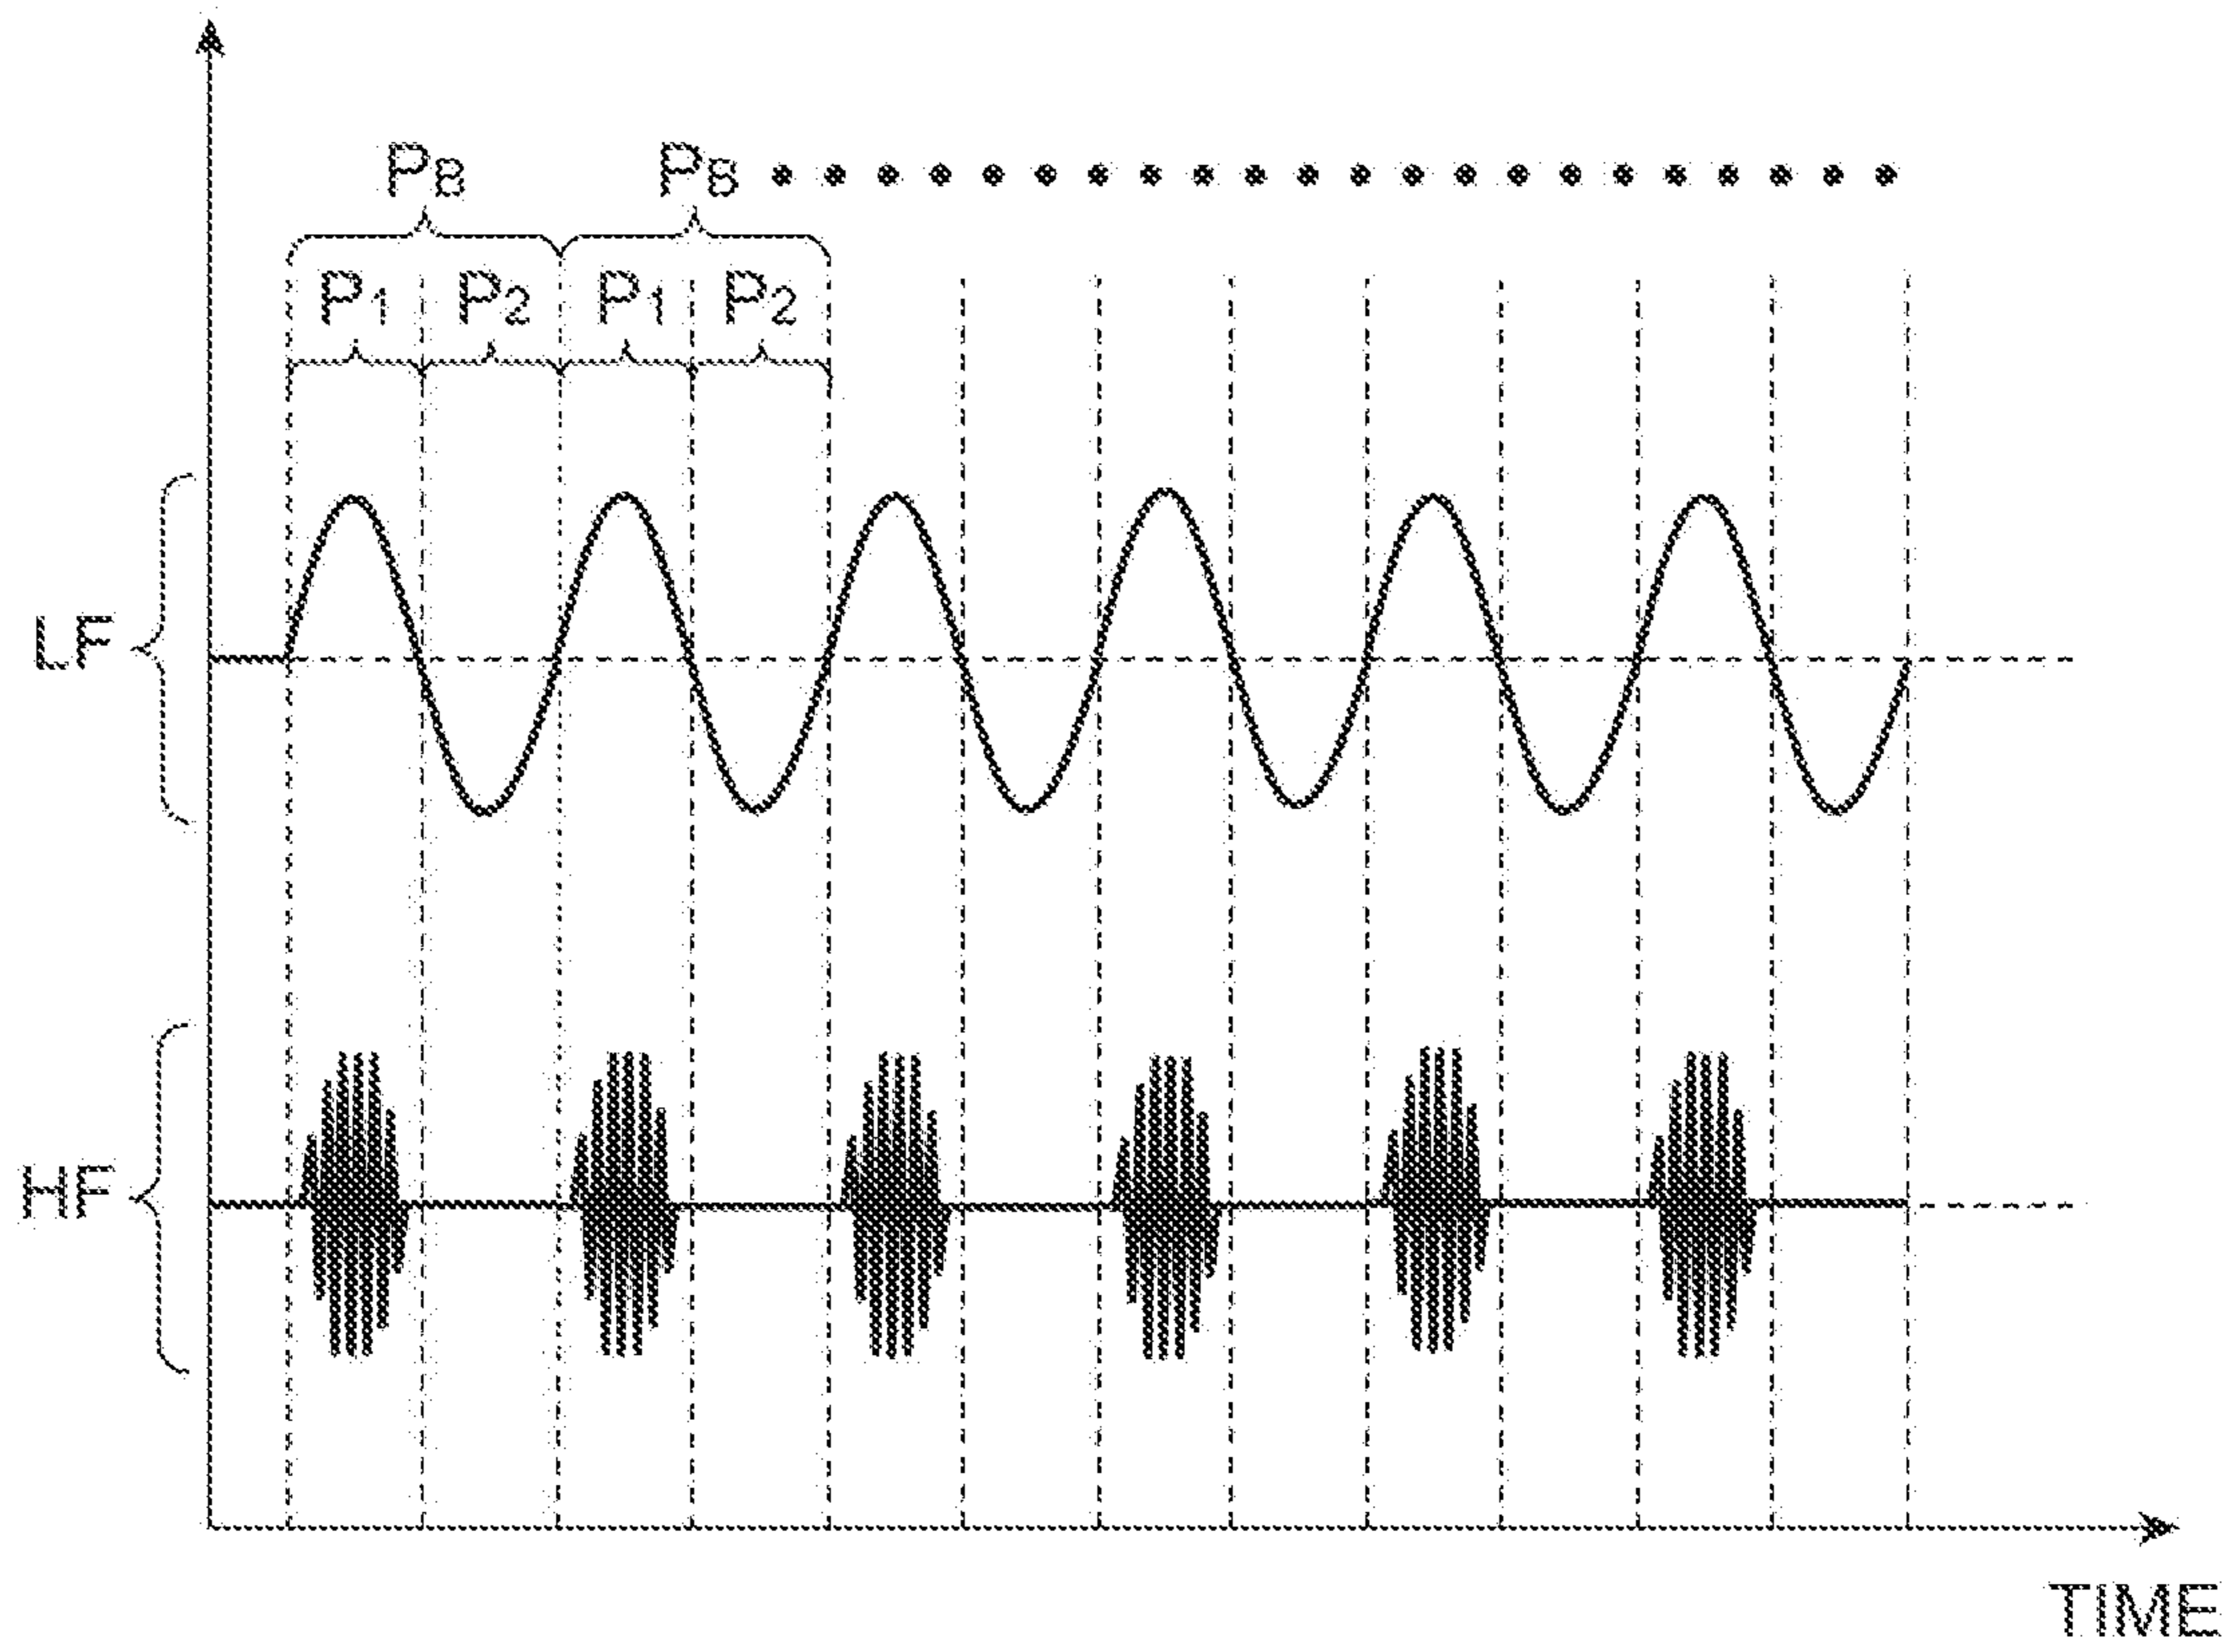 PB PB • • • • • • • • • • • • • • • • • • • • • •
P1 P2 P1 P2
LF
HF
TIME